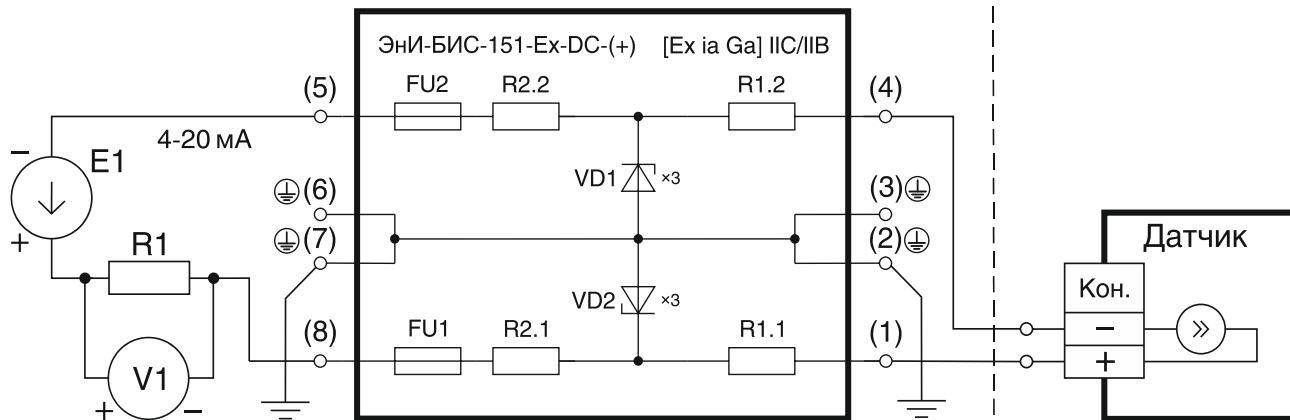 ЭнИ-БИС-151-Ex-DC-(+) [Ex ia Ga] IIC/IIB
(5) FU2 R2.2 R1.2 (4)
4-20 мА
− E1
VD1 ×3
(6) (3)
+ R1
(7) (2)
Датчик
Кон.
VD2 ×3
(8) FU1 R2.1 R1.1 (1)
−
+
V1
+ −